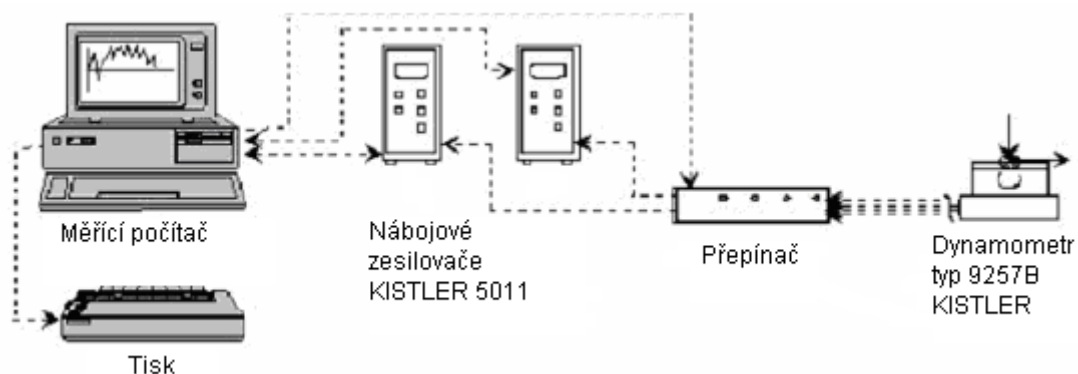 Měřící počítač
Nábojové
zesilovače
KISTLER 5011
Přepínač
Dynamometr
typ 9257B
KISTLER
Tisk